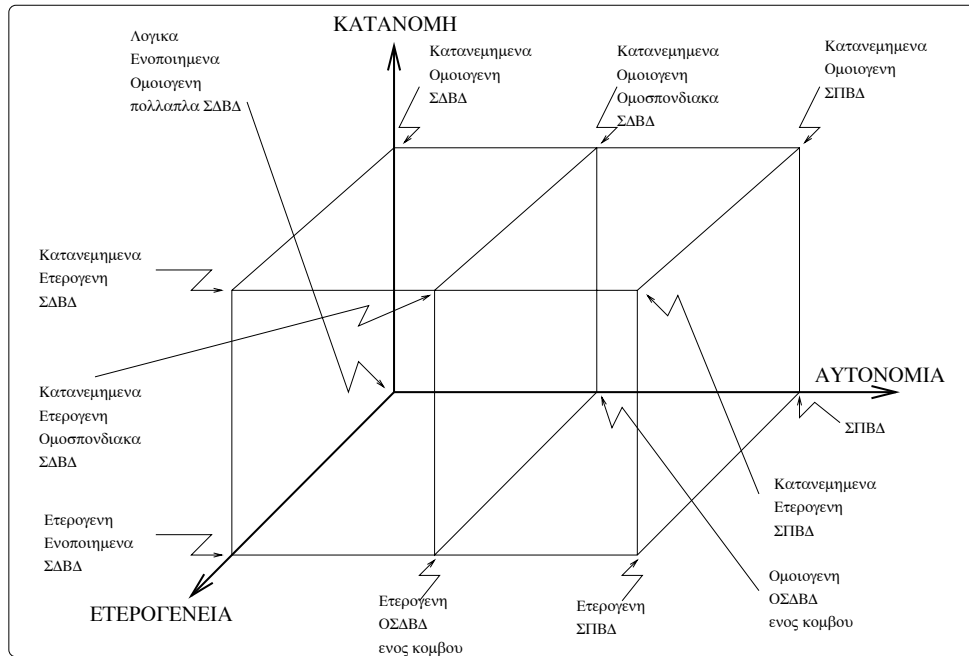 ΚΑΤΑΝΟΜΗ
Λογικα
Ενοποιημενα
Ομοιογενη
πολλαπλα ΣΔΒΔ
Κατανεμημενα
Ομοιογενη
ΣΔΒΔ
Κατανεμημενα
Ομοιογενη
Ομοσπονδιακα
ΣΔΒΔ
Κατανεμημενα
Ομοιογενη
ΣΠΒΔ
Κατανεμημενα
Ετερογενη
ΣΔΒΔ
ΑΥΤΟΝΟΜΙΑ
Κατανεμημενα
Ετερογενη
Ομοσπονδιακα
ΣΔΒΔ
ΣΠΒΔ
Κατανεμημενα
Ετερογενη
ΣΠΒΔ
Ετερογενη
Ενοποιημενα
ΣΔΒΔ
ΕΤΕΡΟΓΕΝΕΙΑ
Ετερογενη
ΟΣΔΒΔ
ενος κομβου
Ετερογενη
ΣΠΒΔ
Ομοιογενη
ΟΣΔΒΔ
ενος κομβου